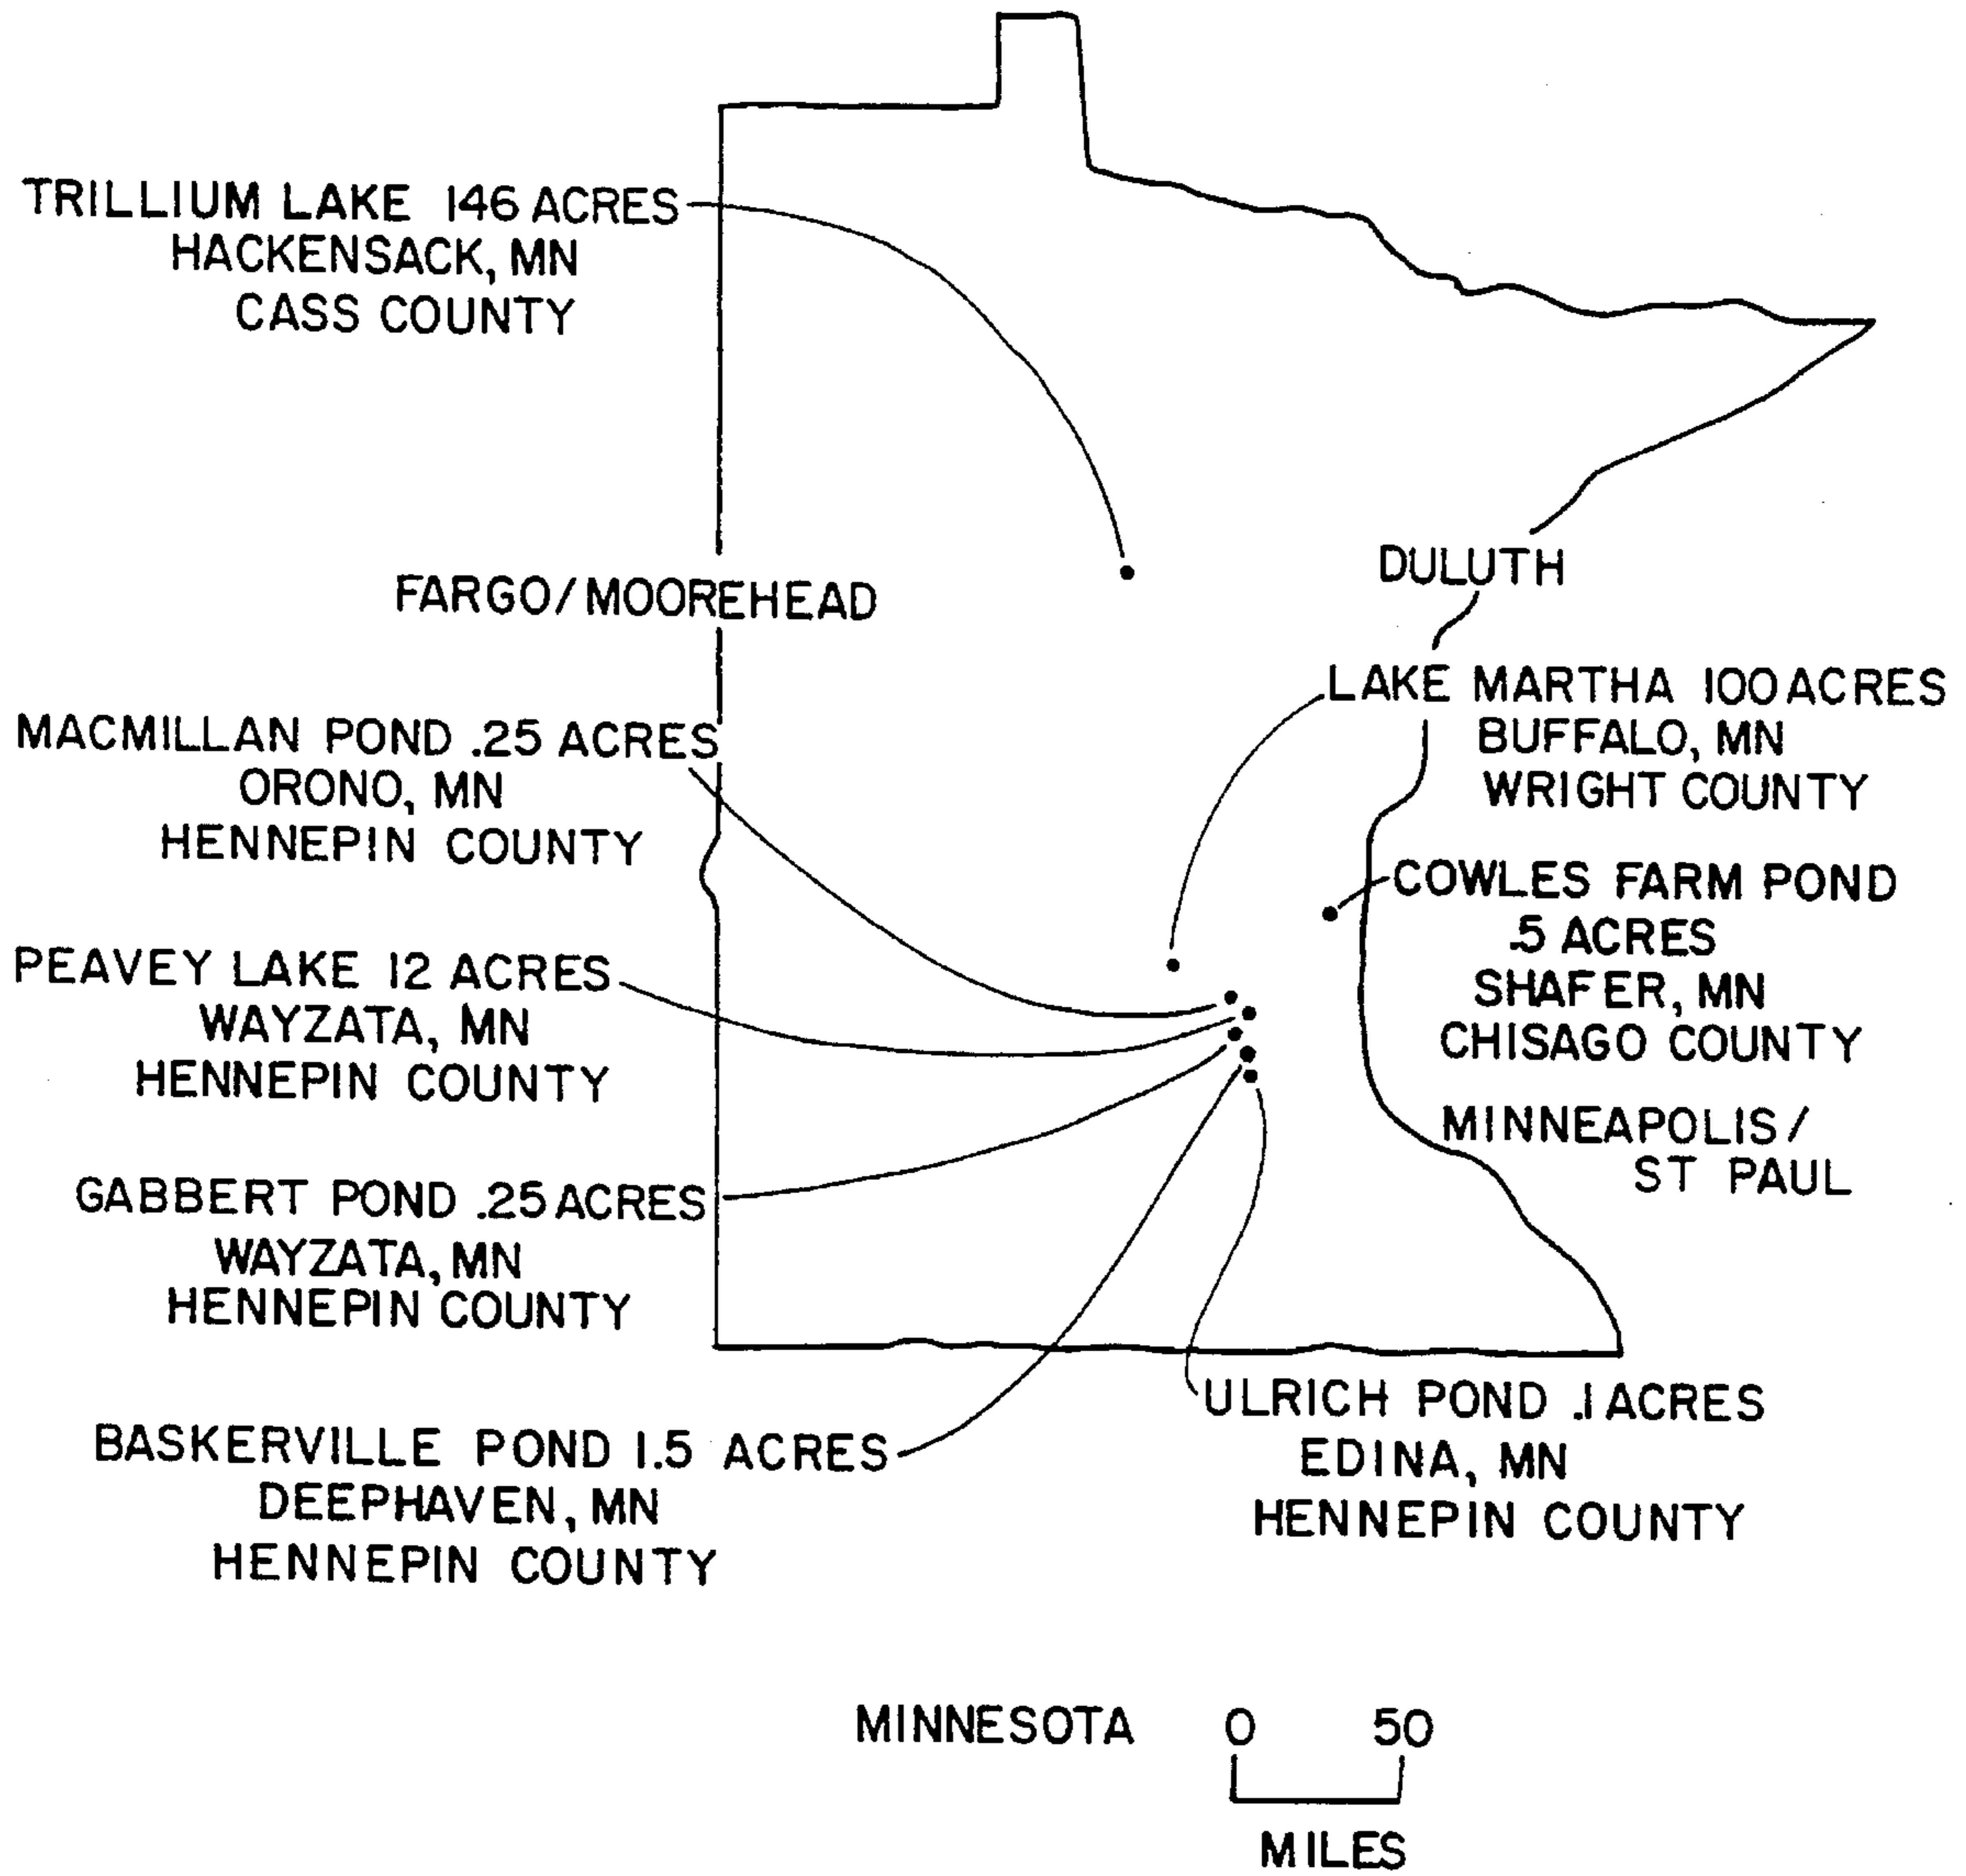 TRILLIUM LAKE 146 ACRES
HACKENSACK, MN
CASS COUNTY
FARGO/MOOREHEAD
DULUTH
LAKE MARTHA 100 ACRES
BUFFALO, MN
WRIGHT COUNTY
MACMILLAN POND .25 ACRES
ORONO, MN
HENNEPIN COUNTY
COWLES FARM POND
.5 ACRES
SHAFER, MN
CHISAGO COUNTY
PEAVEY LAKE 12 ACRES
WAYZATA, MN
HENNEPIN COUNTY
MINNEAPOLIS/
ST PAUL
GABBERT POND .25 ACRES
WAYZATA, MN
HENNEPIN COUNTY
BASKERVILLE POND 1.5 ACRES
DEEPHAVEN, MN
HENNEPIN COUNTY
ULRICH POND .1 ACRES
EDINA, MN
HENNEPIN COUNTY
MINNESOTA 0 50
MILES